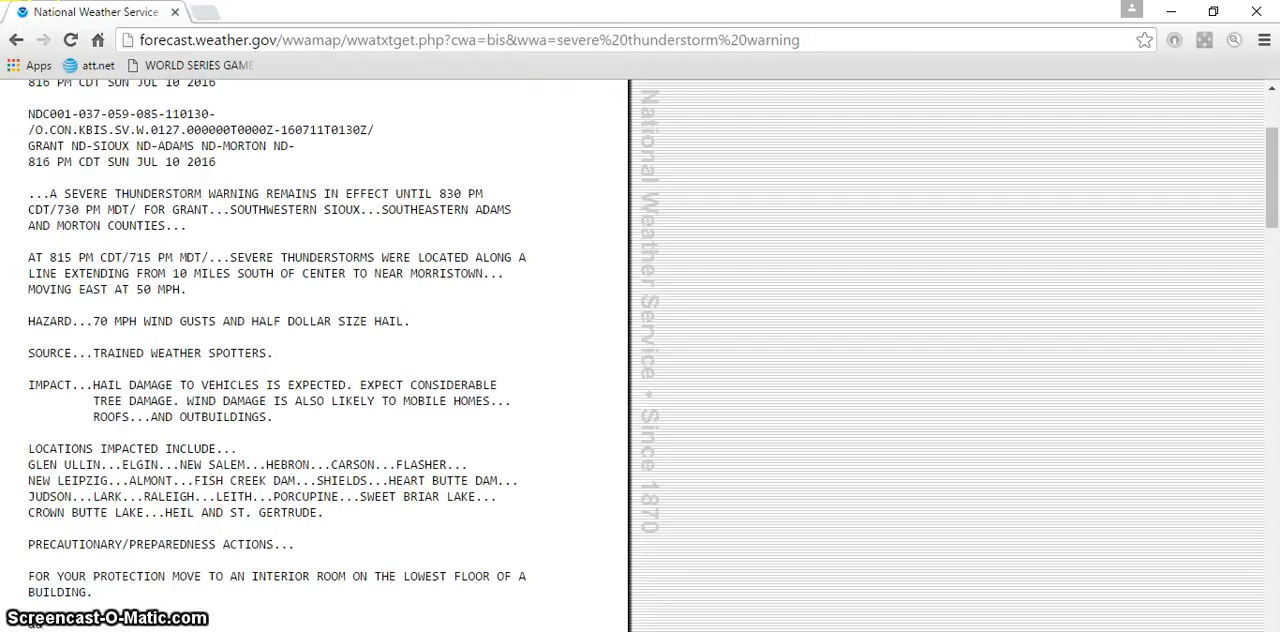 National Weather Service
forecast.weather.gov/wwamap/wwatxtget.php?cwa=bis&wwa=severe%20thunderstorm%20warning
Apps att.net WORLD SERIES GAME
816 PM CDT SUN JUL 10 2016
NDC001-037-059-085-110130-
/O.CON.KBIS.SV.W.0127.000000T0000Z-160711T0130Z/
GRANT ND-SIOUX ND-ADAMS ND-MORTON ND-
816 PM CDT SUN JUL 10 2016
...A SEVERE THUNDERSTORM WARNING REMAINS IN EFFECT UNTIL 830 PM
CDT/730 PM MDT/ FOR GRANT...SOUTHWESTERN SIOUX...SOUTHEASTERN ADAMS
AND MORTON COUNTIES...
AT 815 PM CDT/715 PM MDT/...SEVERE THUNDERSTORMS WERE LOCATED ALONG A
LINE EXTENDING FROM 10 MILES SOUTH OF CENTER TO NEAR MORRISTOWN...
MOVING EAST AT 50 MPH.
HAZARD...70 MPH WIND GUSTS AND HALF DOLLAR SIZE HAIL.
SOURCE...TRAINED WEATHER SPOTTERS.
IMPACT...HAIL DAMAGE TO VEHICLES IS EXPECTED. EXPECT CONSIDERABLE
TREE DAMAGE. WIND DAMAGE IS ALSO LIKELY TO MOBILE HOMES...
ROOFS...AND OUTBUILDINGS.
LOCATIONS IMPACTED INCLUDE...
GLEN ULLIN...ELGIN...NEW SALEM...HEBRON...CARSON...FLASHER...
NEW LEIPZIG...ALMONT...FISH CREEK DAM...SHIELDS...HEART BUTTE DAM...
JUDSON...LARK...RALEIGH...LEITH...PORCUPINE...SWEET BRIAR LAKE...
CROWN BUTTE LAKE...HEIL AND ST. GERTRUDE.
PRECAUTIONARY/PREPAREDNESS ACTIONS...
FOR YOUR PROTECTION MOVE TO AN INTERIOR ROOM ON THE LOWEST FLOOR OF A
BUILDING.
&&
National Weather Service • Since 1870
Screencast-O-Matic.com